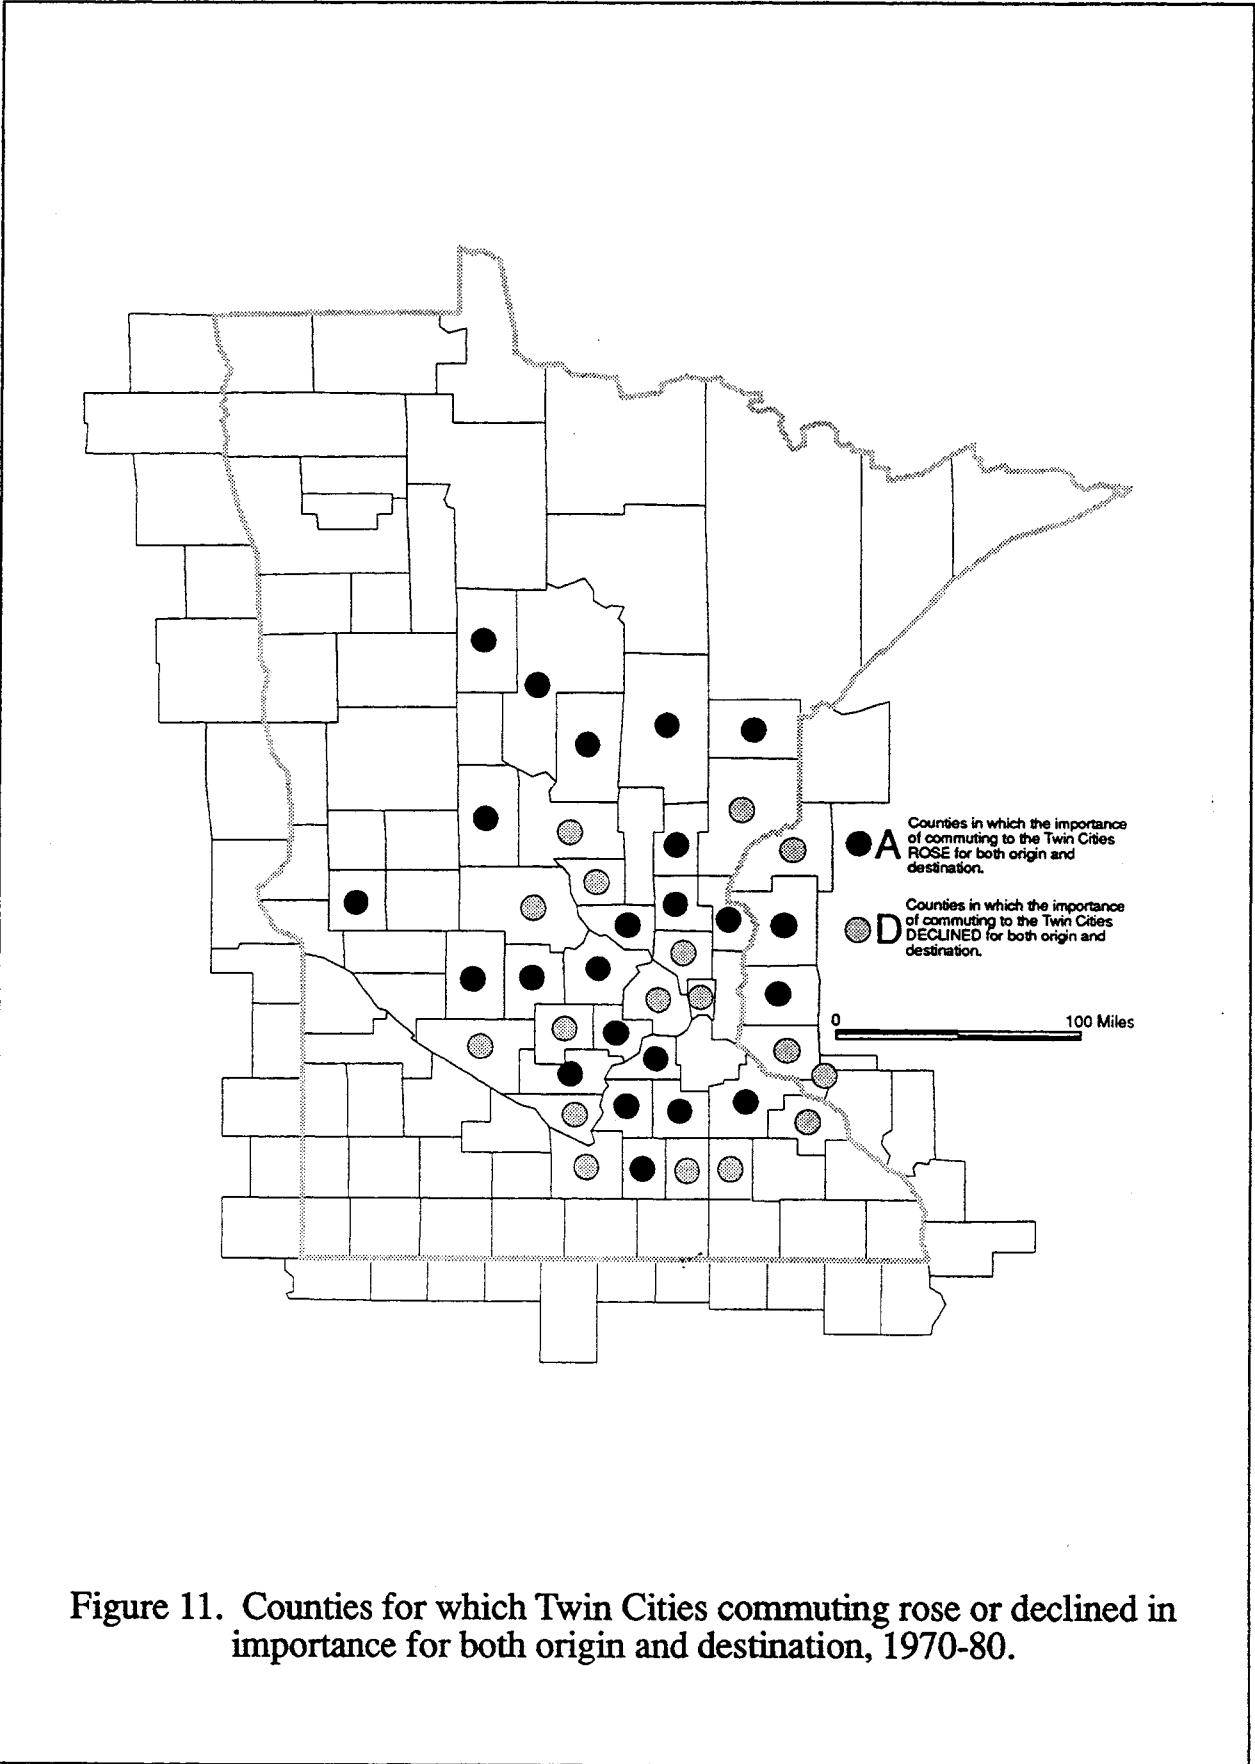 A
Counties in which the importance
of commuting to the Twin Cities
ROSE for both origin and
destination.
D
Counties in which the importance
of commuting to the Twin Cities
DECLINED for both origin and
destination.
0 100 Miles
Figure 11. Counties for which Twin Cities commuting rose or declined in
importance for both origin and destination, 1970-80.